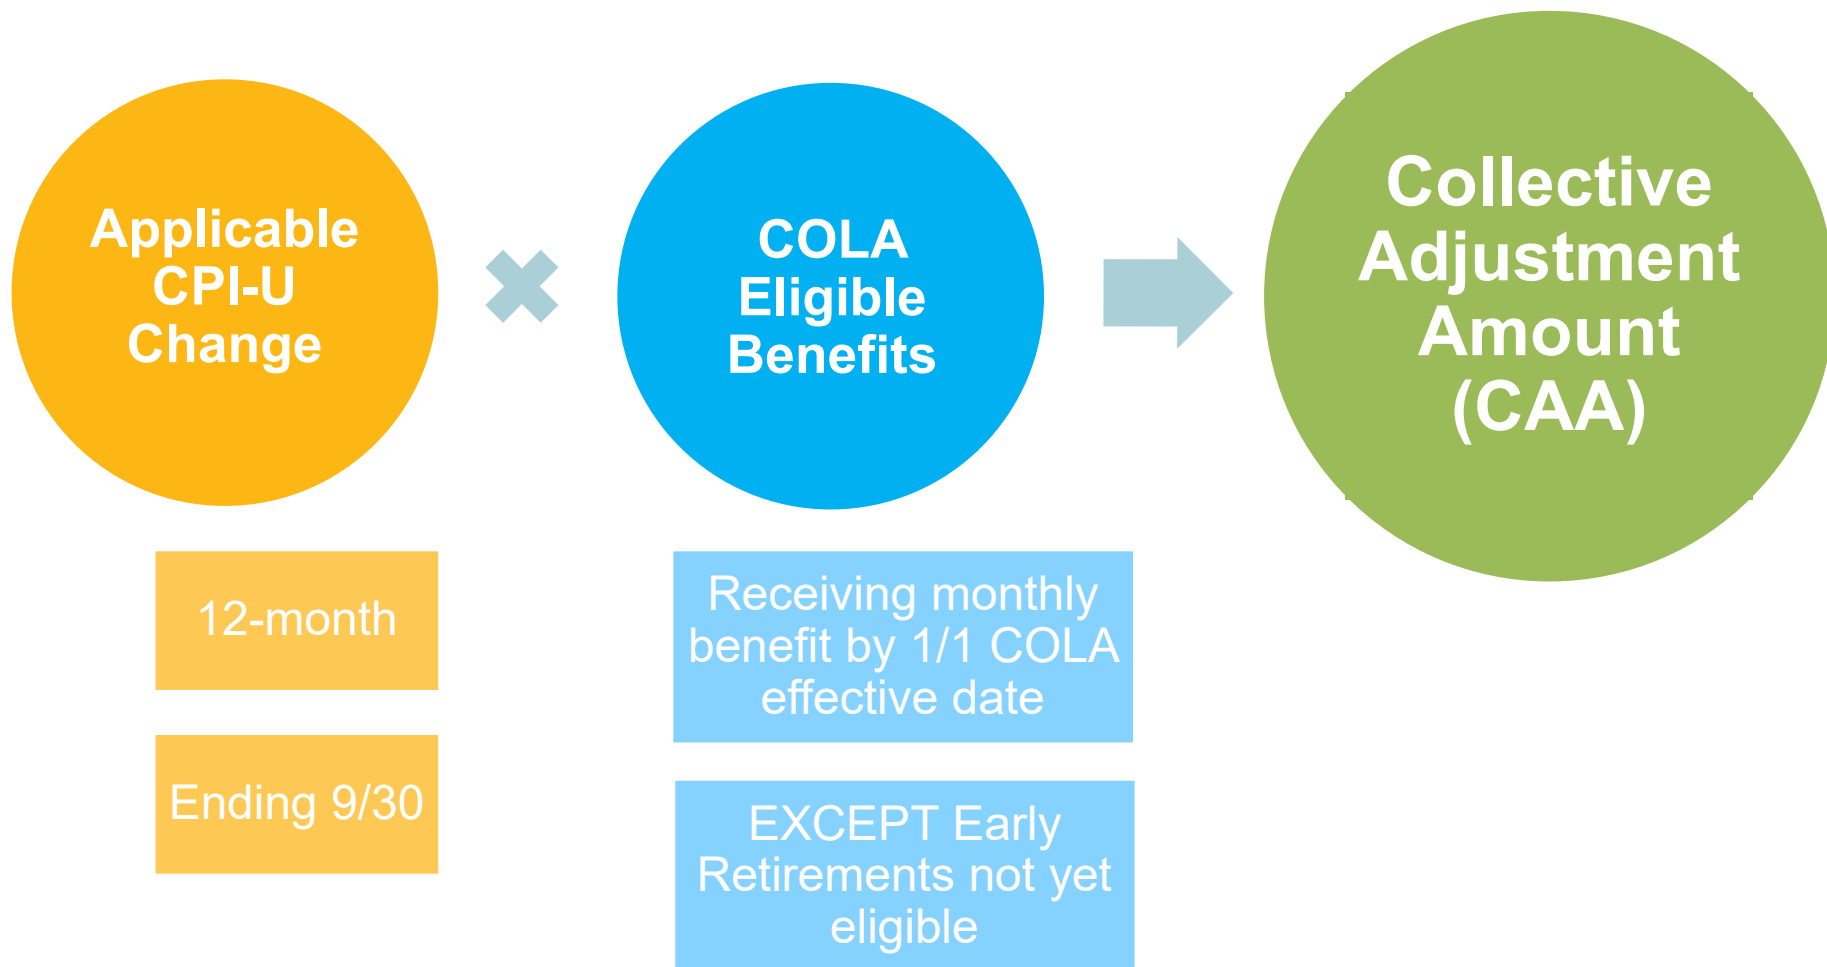 Applicable
CPI-U
Change
COLA
Eligible
Benefits
Collective
Adjustment
Amount
(CAA)
12-month
Ending 9/30
Receiving monthly
benefit by 1/1 COLA
effective date
EXCEPT Early
Retirements not yet
eligible